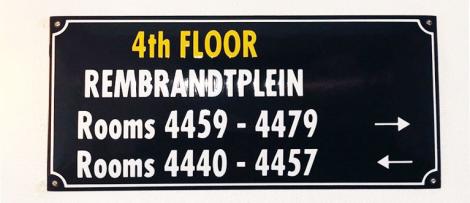 4th FLOOR
REMBRANDTPLEIN
Rooms 4459 - 4479 →
Rooms 4440 - 4457 ←